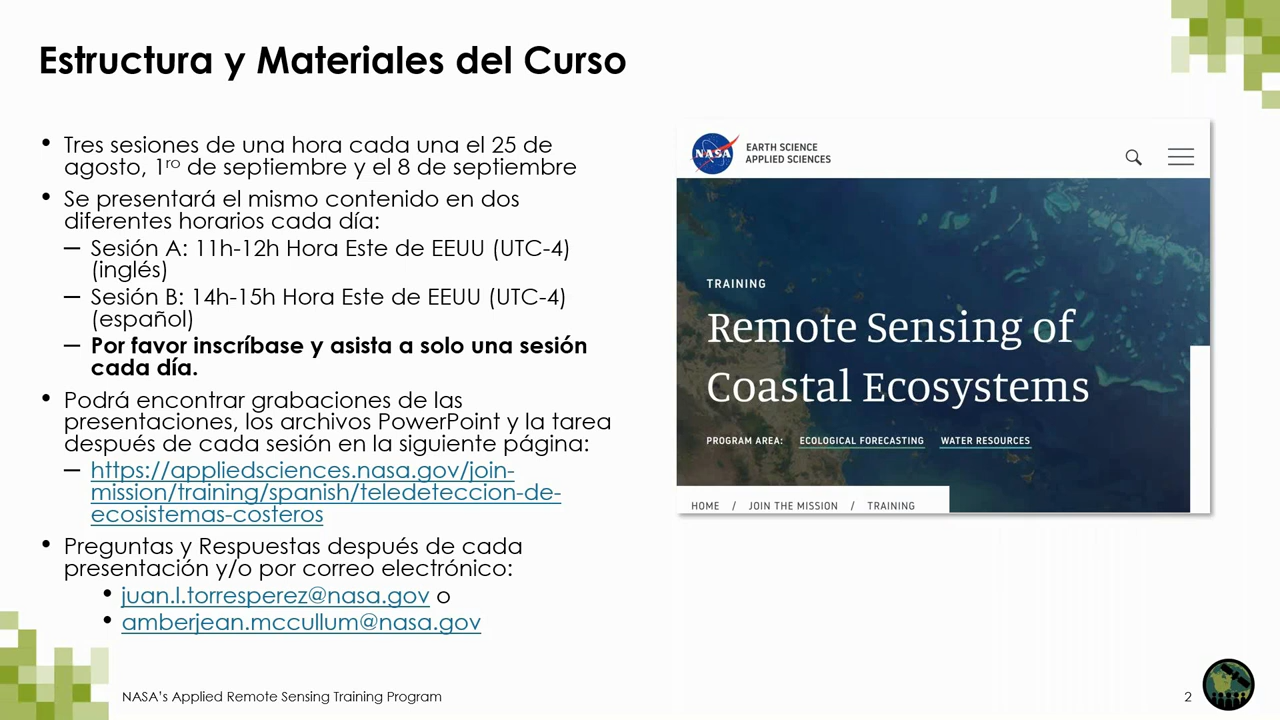 Estructura y Materiales del Curso
• Tres sesiones de una hora cada una el 25 de
agosto, 1ro de septiembre y el 8 de septiembre
• Se presentará el mismo contenido en dos
diferentes horarios cada día:
– Sesión A: 11h-12h Hora Este de EEUU (UTC-4)
(inglés)
– Sesión B: 14h-15h Hora Este de EEUU (UTC-4)
(español)
– Por favor inscríbase y asista a solo una sesión
cada día.
• Podrá encontrar grabaciones de las
presentaciones, los archivos PowerPoint y la tarea
después de cada sesión en la siguiente página:
– https://appliedsciences.nasa.gov/join-
mission/training/spanish/teledeteccion-de-
ecosistemas-costeros
• Preguntas y Respuestas después de cada
presentación y/o por correo electrónico:
• juan.l.torresperez@nasa.gov o
• amberjean.mccullum@nasa.gov
NASA
EARTH SCIENCE
APPLIED SCIENCES
TRAINING
Remote Sensing of
Coastal Ecosystems
PROGRAM AREA: ECOLOGICAL FORECASTING WATER RESOURCES
HOME / JOIN THE MISSION / TRAINING
NASA's Applied Remote Sensing Training Program
2